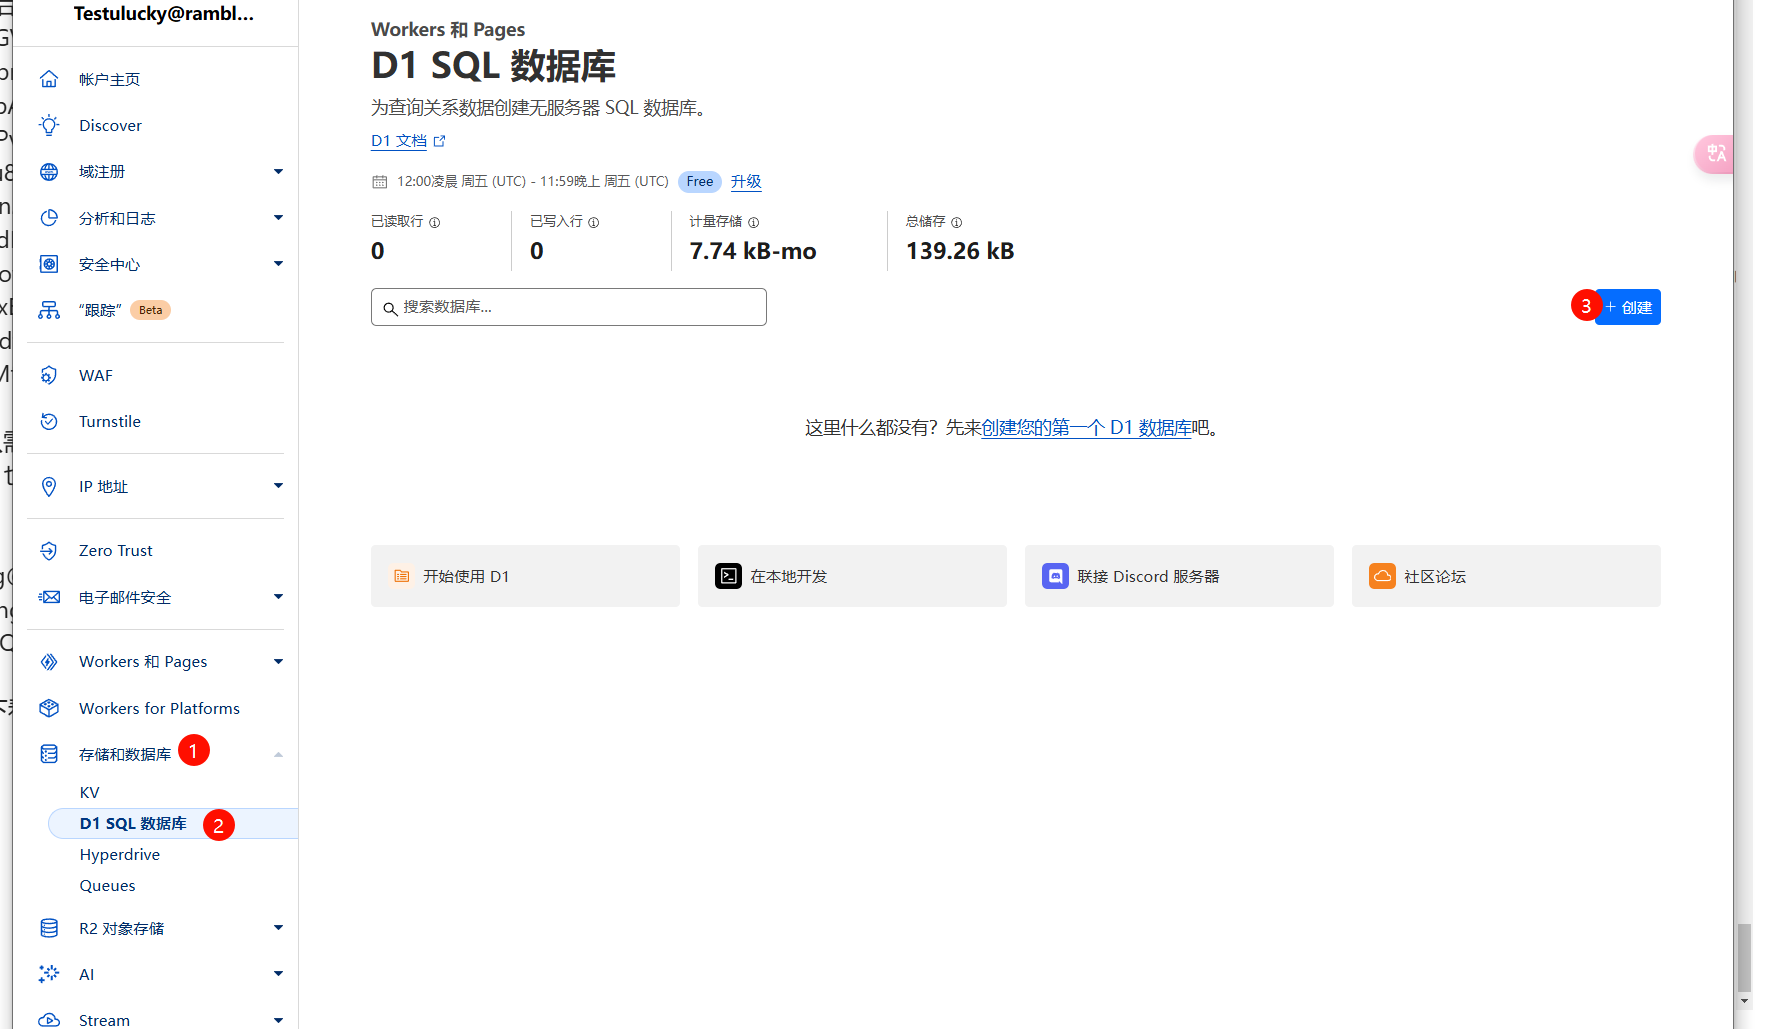 Testulucky@rambl...
帐户主页
Discover
域注册
分析和日志
安全中心
“跟踪” Beta
WAF
Turnstile
IP 地址
Zero Trust
电子邮件安全
Workers 和 Pages
Workers for Platforms
存储和数据库 1
KV
D1 SQL 数据库 2
Hyperdrive
Queues
R2 对象存储
AI
Stream
Workers 和 Pages
D1 SQL 数据库
为查询关系数据创建无服务器 SQL 数据库。
D1 文档
12:00凌晨 周五 (UTC) - 11:59晚上 周五 (UTC) Free 升级
已读取行 已写入行 计量存储 总储存
0 0 7.74 kB-mo 139.26 kB
搜索数据库...
3 + 创建
这里什么都没有？先来创建您的第一个 D1 数据库吧。
开始使用 D1
在本地开发
联接 Discord 服务器
社区论坛